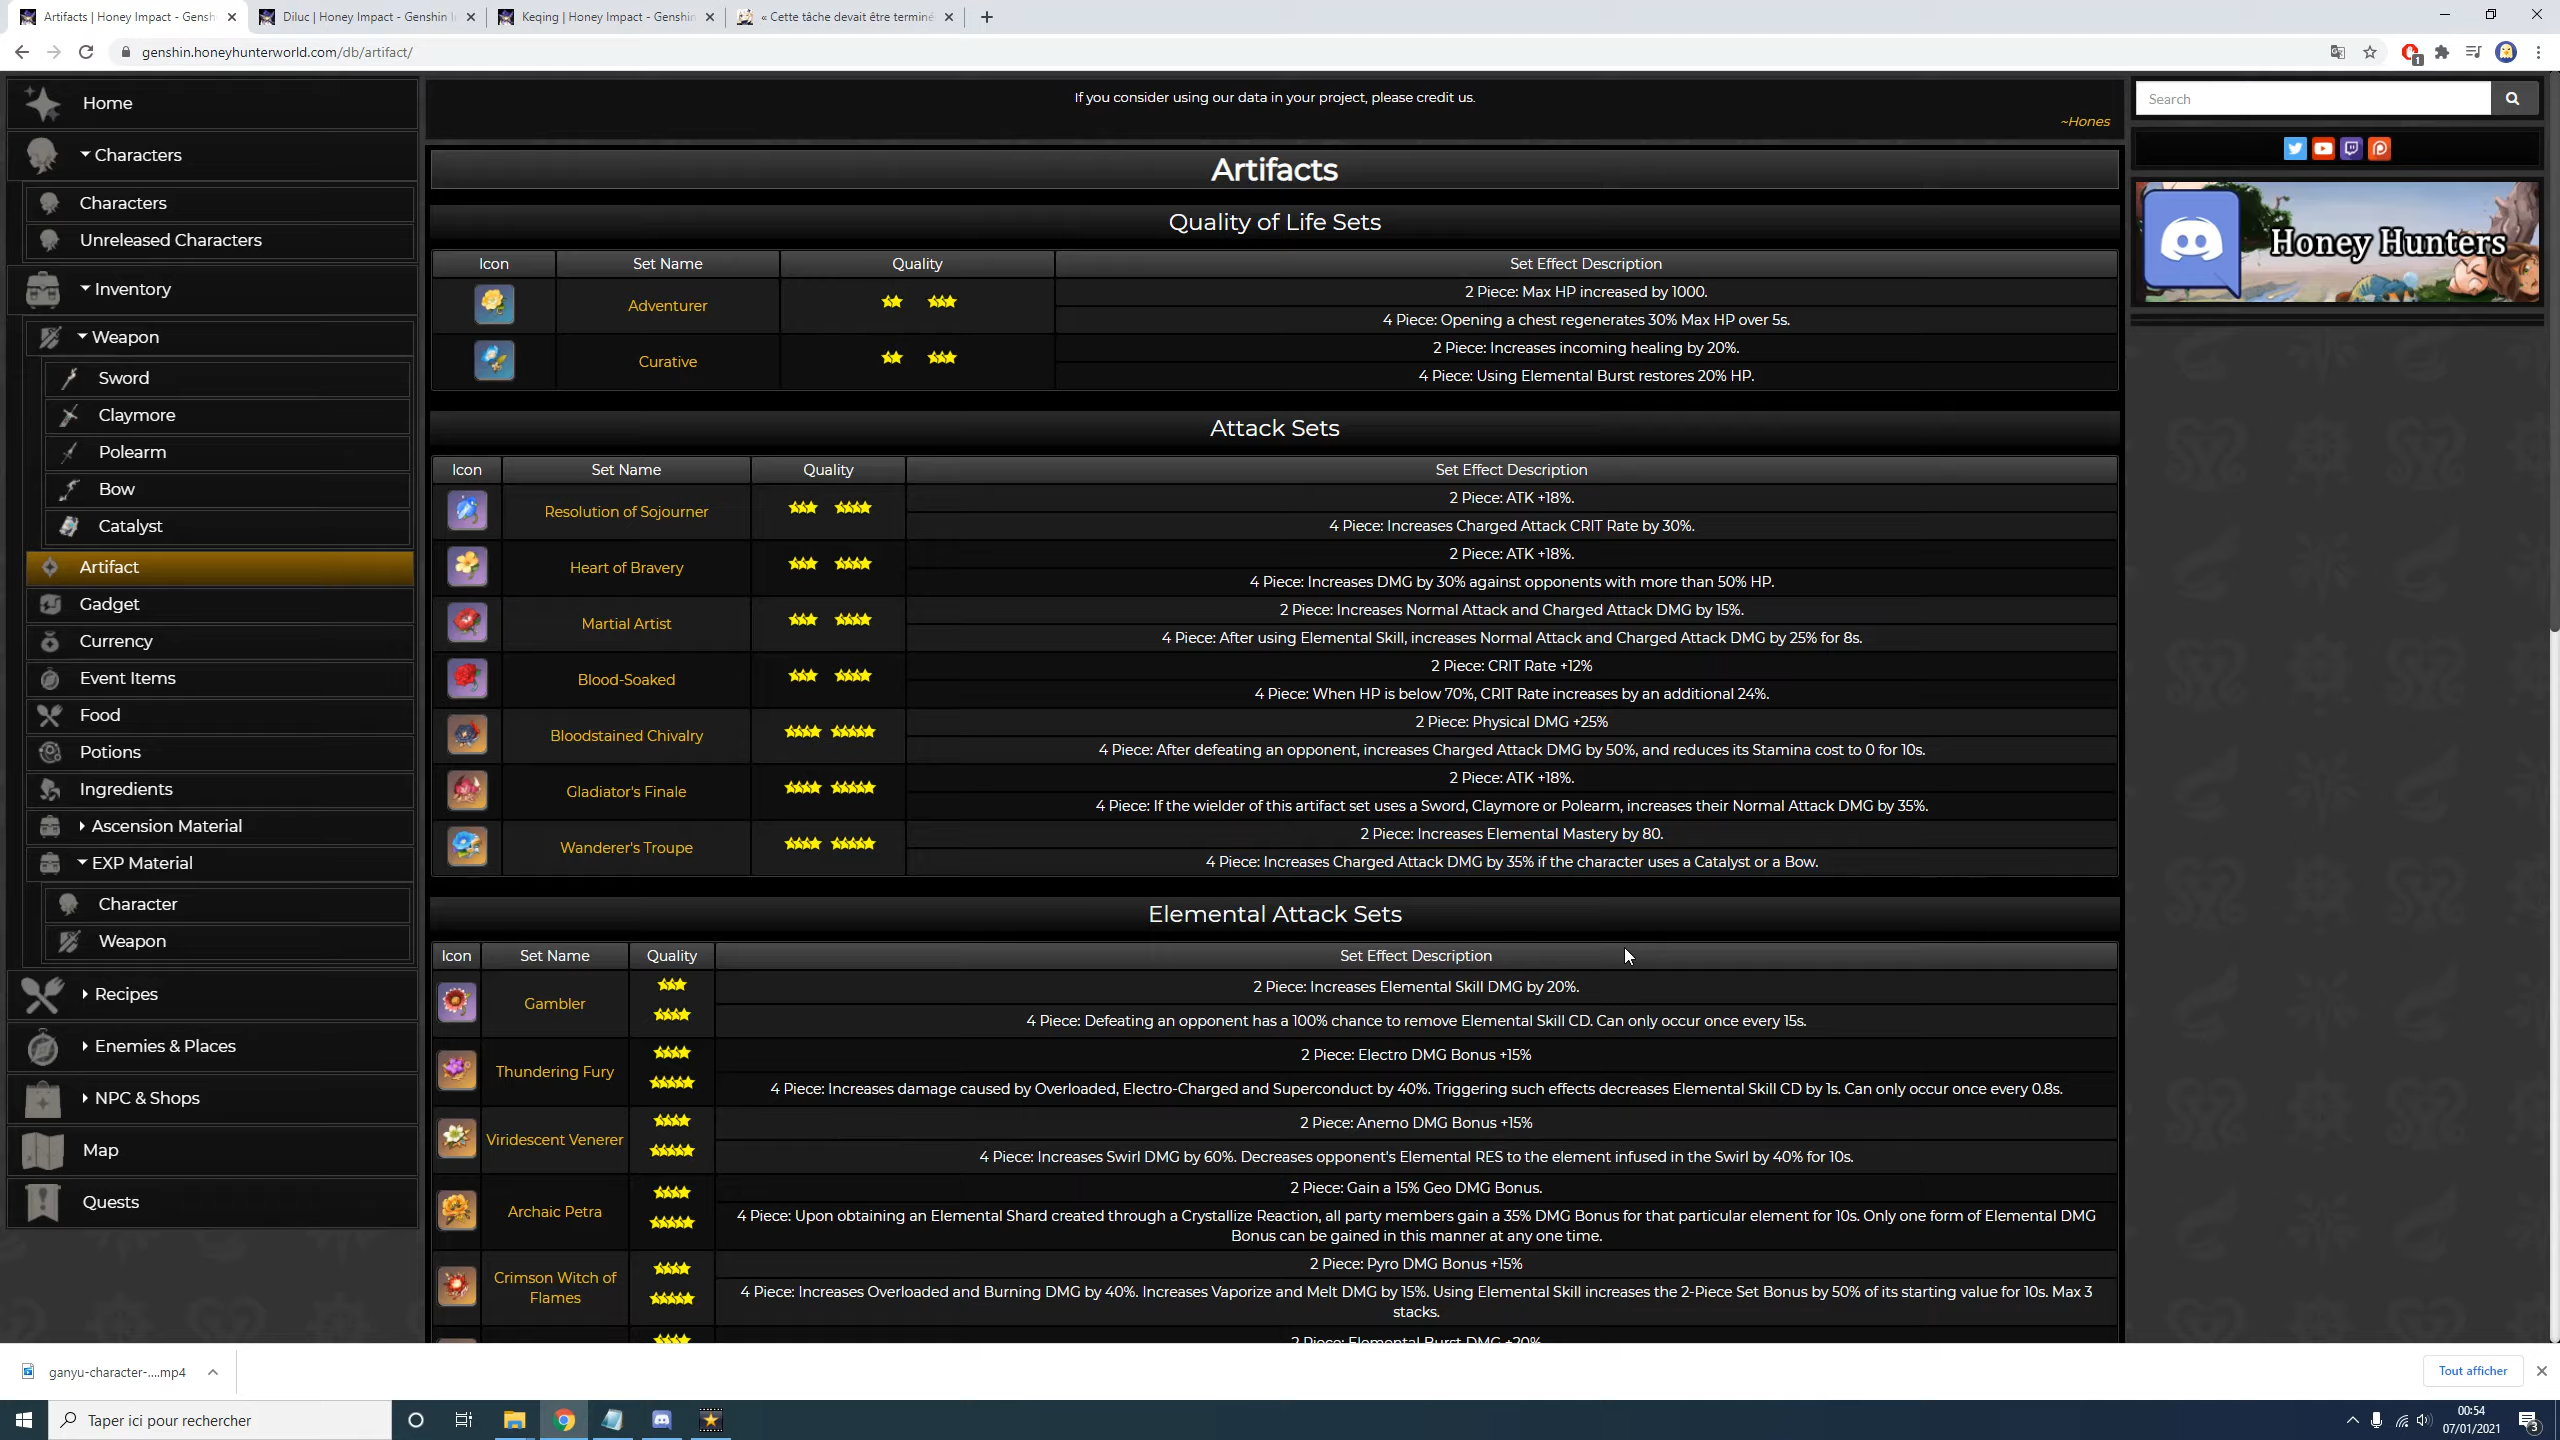 Artifacts | Honey Impact - Gensh
Diluc | Honey Impact - Genshin I
Keqing | Honey Impact - Genshin
« Cette tâche devait être terminé
genshin.honeyhunterworld.com/db/artifact/
Home
Characters
Characters
Unreleased Characters
Inventory
Weapon
Sword
Claymore
Polearm
Bow
Catalyst
Artifact
Gadget
Currency
Event Items
Food
Potions
Ingredients
Ascension Material
EXP Material
Character
Weapon
Recipes
Enemies & Places
NPC & Shops
Map
Quests
If you consider using our data in your project, please credit us.
~Hones
Artifacts
Quality of Life Sets
Icon Set Name Quality Set Effect Description
Adventurer
2 Piece: Max HP increased by 1000.
4 Piece: Opening a chest regenerates 30% Max HP over 5s.
Curative
2 Piece: Increases incoming healing by 20%.
4 Piece: Using Elemental Burst restores 20% HP.
Attack Sets
Icon Set Name Quality Set Effect Description
Resolution of Sojourner
2 Piece: ATK +18%.
4 Piece: Increases Charged Attack CRIT Rate by 30%.
Heart of Bravery
2 Piece: ATK +18%.
4 Piece: Increases DMG by 30% against opponents with more than 50% HP.
Martial Artist
2 Piece: Increases Normal Attack and Charged Attack DMG by 15%.
4 Piece: After using Elemental Skill, increases Normal Attack and Charged Attack DMG by 25% for 8s.
Blood-Soaked
2 Piece: CRIT Rate +12%
4 Piece: When HP is below 70%, CRIT Rate increases by an additional 24%.
Bloodstained Chivalry
2 Piece: Physical DMG +25%
4 Piece: After defeating an opponent, increases Charged Attack DMG by 50%, and reduces its Stamina cost to 0 for 10s.
Gladiator's Finale
2 Piece: ATK +18%.
4 Piece: If the wielder of this artifact set uses a Sword, Claymore or Polearm, increases their Normal Attack DMG by 35%.
Wanderer's Troupe
2 Piece: Increases Elemental Mastery by 80.
4 Piece: Increases Charged Attack DMG by 35% if the character uses a Catalyst or a Bow.
Elemental Attack Sets
Icon Set Name Quality Set Effect Description
Gambler
2 Piece: Increases Elemental Skill DMG by 20%.
4 Piece: Defeating an opponent has a 100% chance to remove Elemental Skill CD. Can only occur once every 15s.
Thundering Fury
2 Piece: Electro DMG Bonus +15%
4 Piece: Increases damage caused by Overloaded, Electro-Charged and Superconduct by 40%. Triggering such effects decreases Elemental Skill CD by 1s. Can only occur once every 0.8s.
Viridescent Venerer
2 Piece: Anemo DMG Bonus +15%
4 Piece: Increases Swirl DMG by 60%. Decreases opponent's Elemental RES to the element infused in the Swirl by 40% for 10s.
Archaic Petra
2 Piece: Gain a 15% Geo DMG Bonus.
4 Piece: Upon obtaining an Elemental Shard created through a Crystallize Reaction, all party members gain a 35% DMG Bonus for that particular element for 10s. Only one form of Elemental DMG
Bonus can be gained in this manner at any one time.
Crimson Witch of
Flames
2 Piece: Pyro DMG Bonus +15%
4 Piece: Increases Overloaded and Burning DMG by 40%. Increases Vaporize and Melt DMG by 15%. Using Elemental Skill increases the 2-Piece Set Bonus by 50% of its starting value for 10s. Max 3
stacks.
2 Piece: Elemental Burst DMG +20%
Search
Honey Hunters
ganyu-character-....mp4
Tout afficher
Taper ici pour rechercher
00:54
07/01/2021
3
1